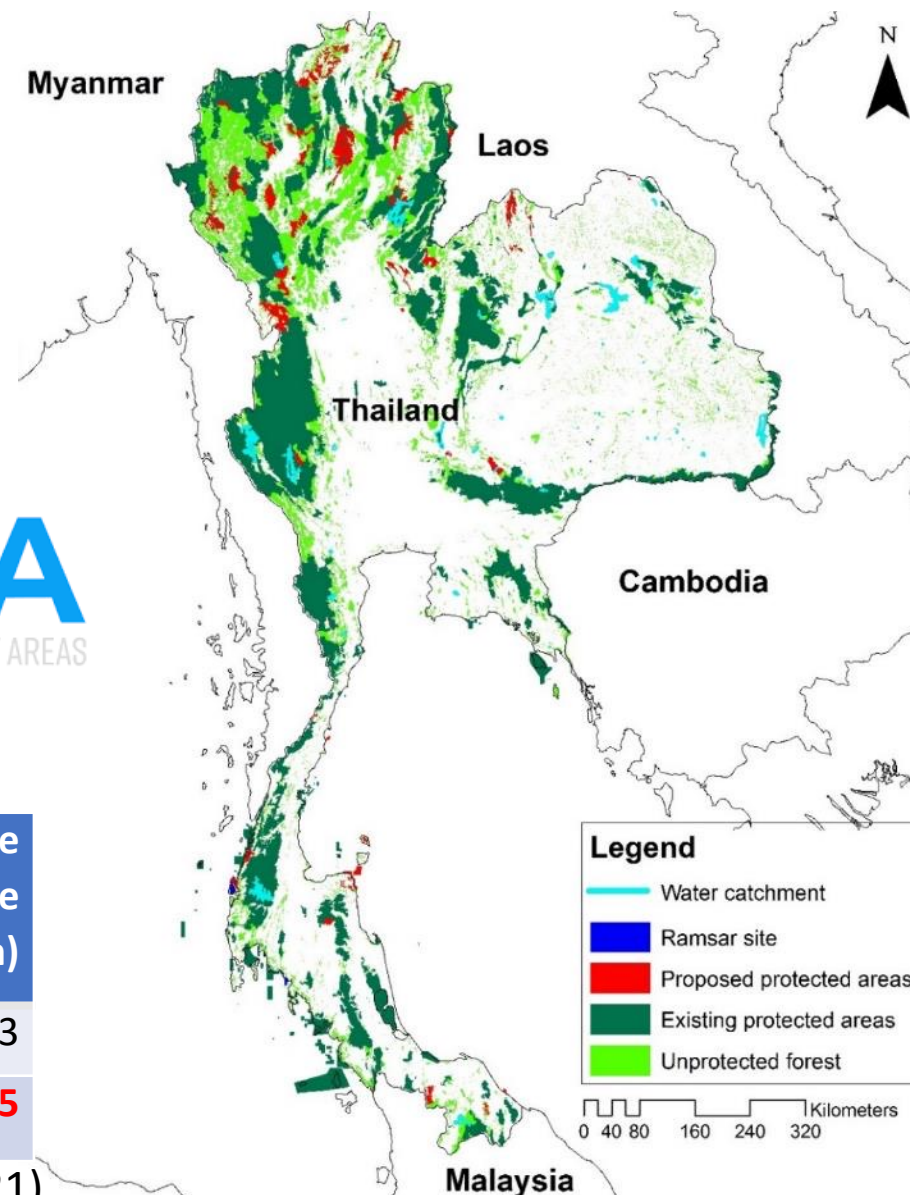 Myanmar
N
Laos
Thailand
A
AREAS
Cambodia
Legend
Water catchment
Ramsar site
Proposed protected areas
Existing protected areas
Unprotected forest
Kilometers
0 40 80 160 240 320
Malaysia
e
e
)
3
5
1)